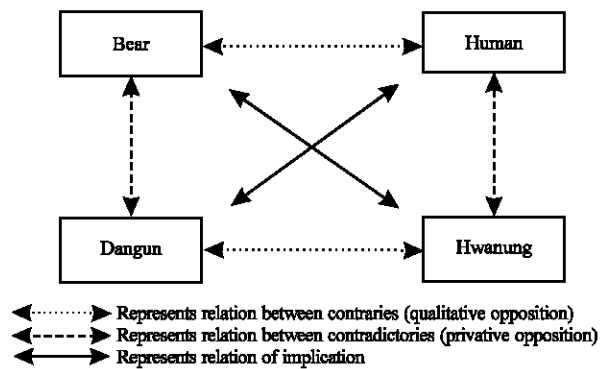 Bear
Human
Dangun
Hwanung
Represents relation between contraries (qualitative opposition)
Represents relation between contradictories (privative opposition)
Represents relation of implication